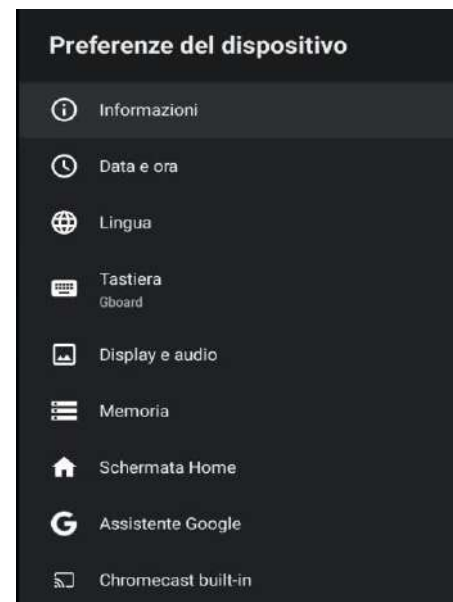 Preferenze del dispositivo
Informazioni
Data e ora
Lingua
Tastiera
Gboard
Display e audio
Memoria
Schermata Home
Assistente Google
Chromecast built-in